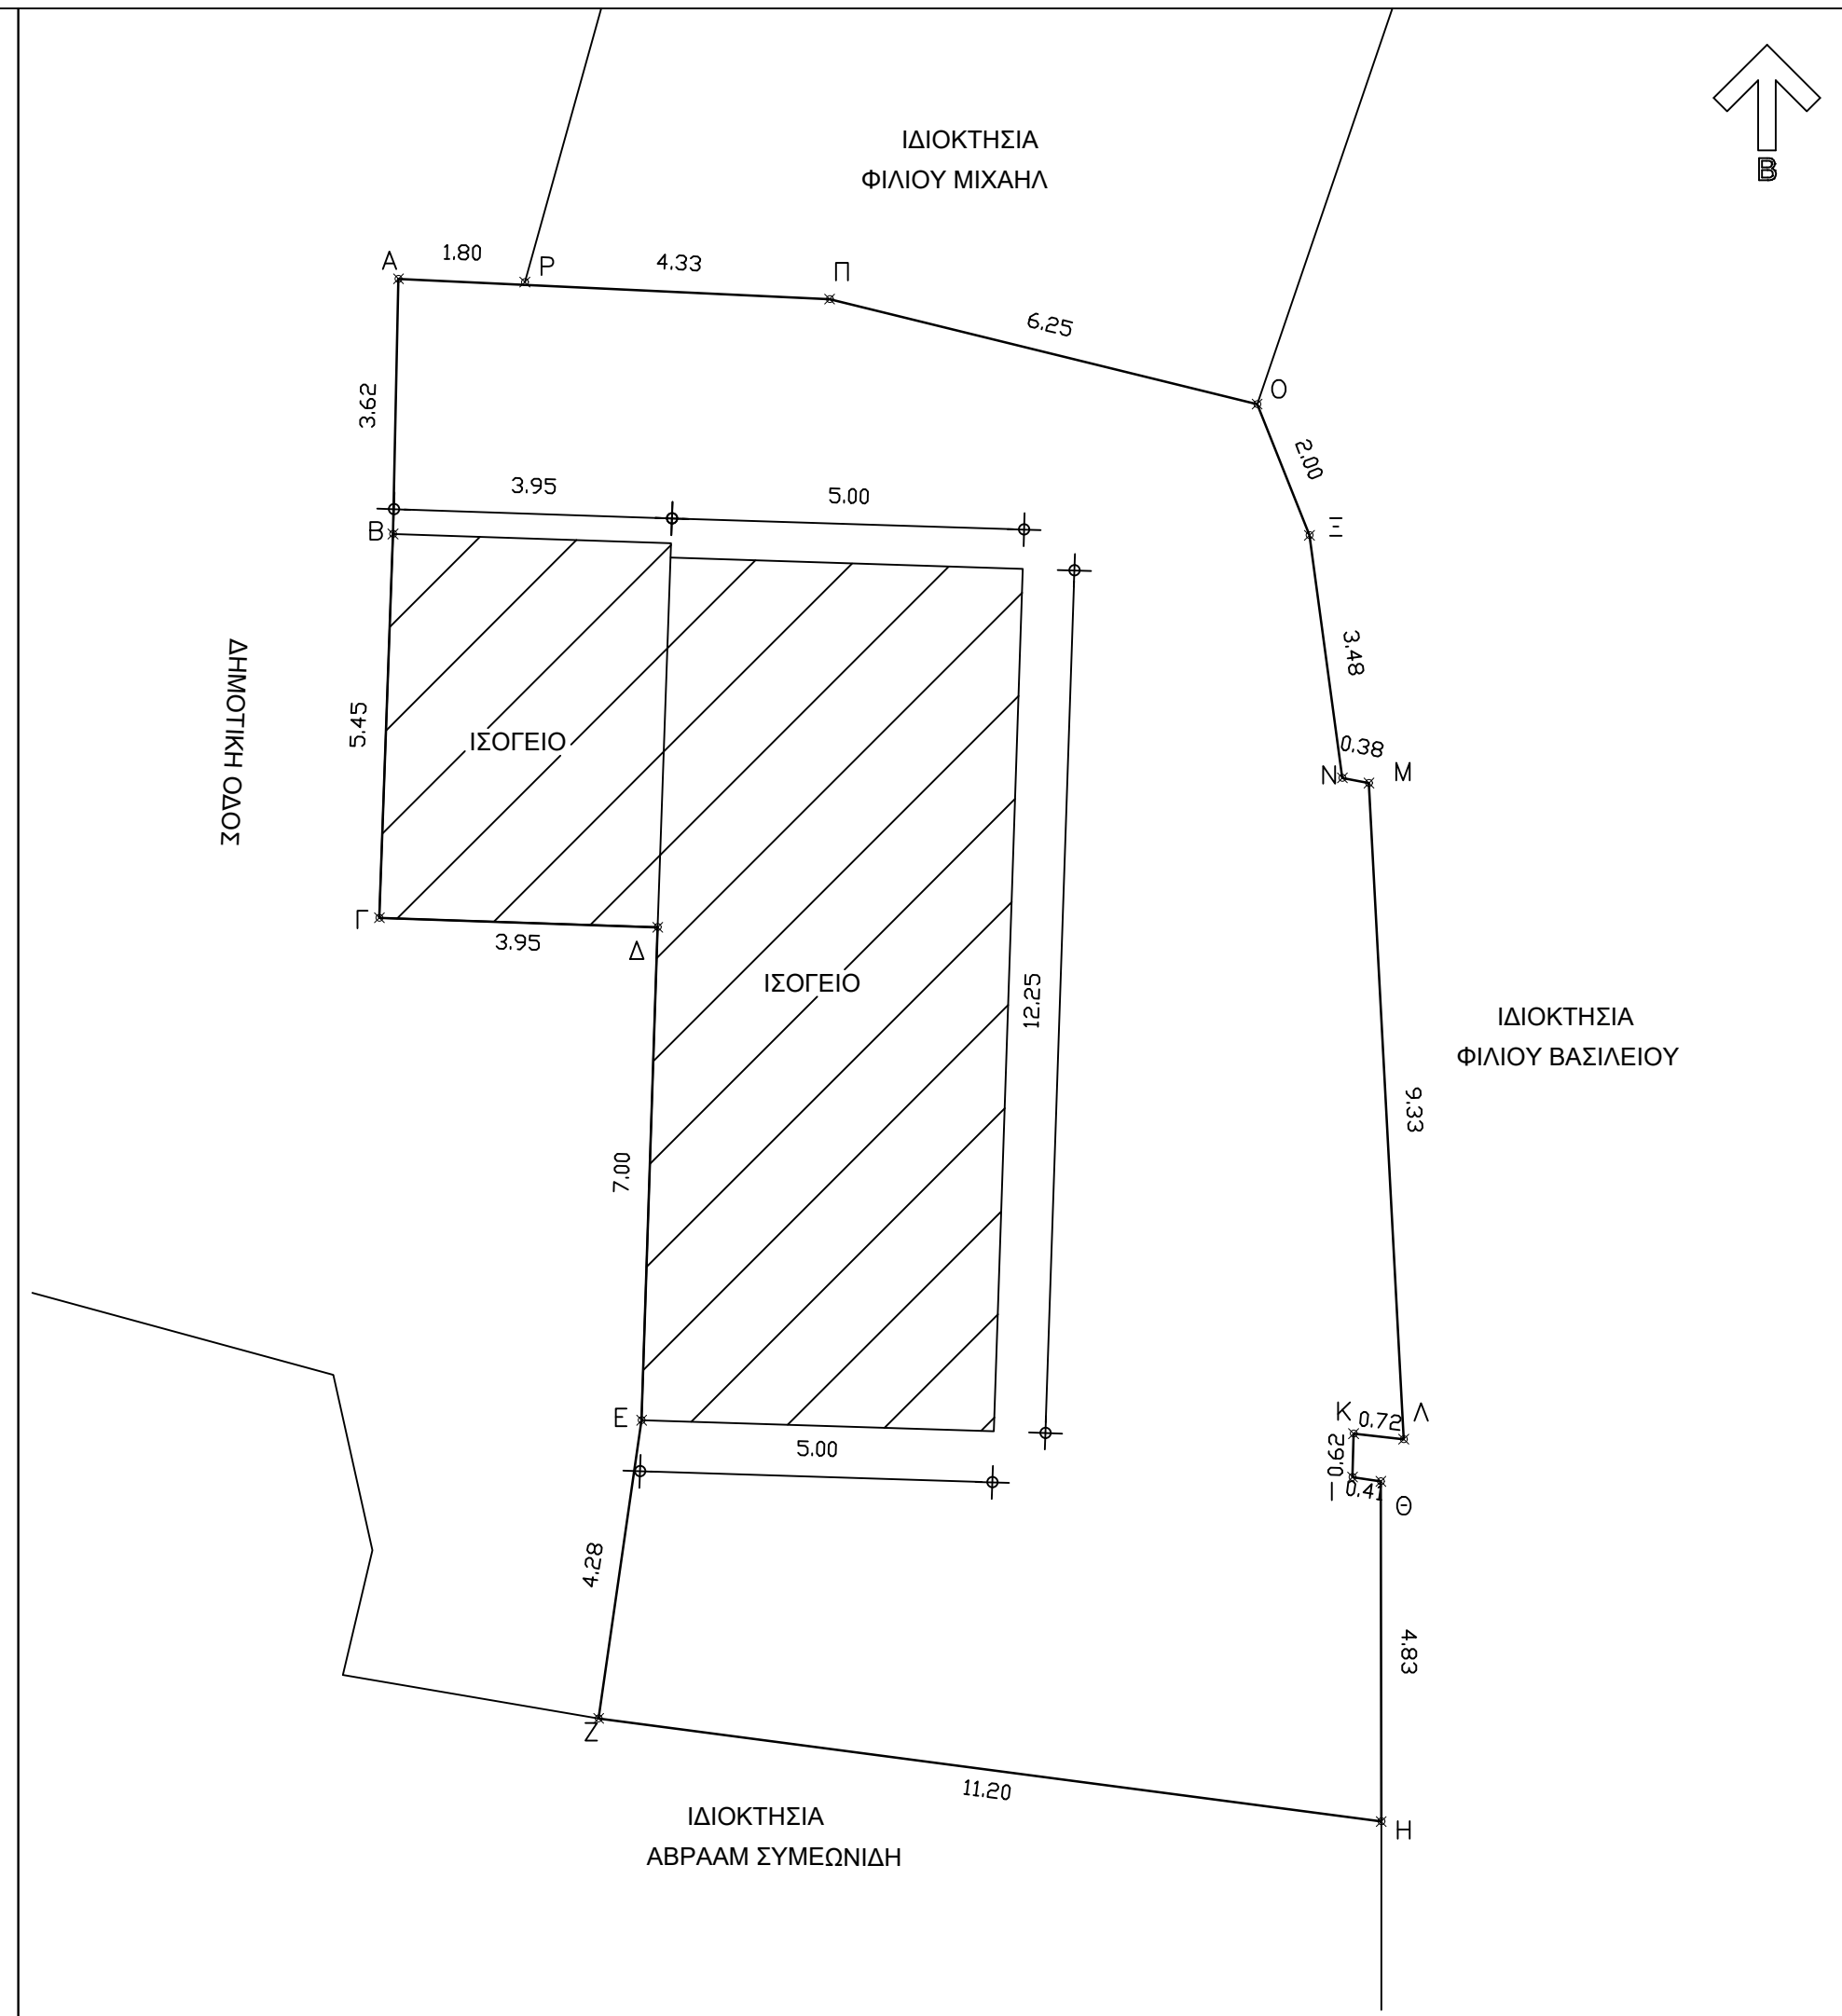 ΙΔΙΟΚΤΗΣΙΑ
ΦΙΛΙΟΥ ΜΙΧΑΗΛ
Β
Α
1.80
Ρ
4.33
Π
6.25
Ο
3.62
2.00
3.95
5.00
Β
Ξ
ΔΗΜΟΤΙΚΗ ΟΔΟΣ
5.45
ΙΣΟΓΕΙΟ
3.48
0.38
Ν
Μ
Γ
3.95
Δ
ΙΣΟΓΕΙΟ
12.25
ΙΔΙΟΚΤΗΣΙΑ
ΦΙΛΙΟΥ ΒΑΣΙΛΕΙΟΥ
9.33
7.00
Ε
5.00
Κ
0.72
Λ
0.62
Ι
0.41
Θ
4.28
4.83
Ζ
11.20
Η
ΙΔΙΟΚΤΗΣΙΑ
ΑΒΡΑΑΜ ΣΥΜΕΩΝΙΔΗ